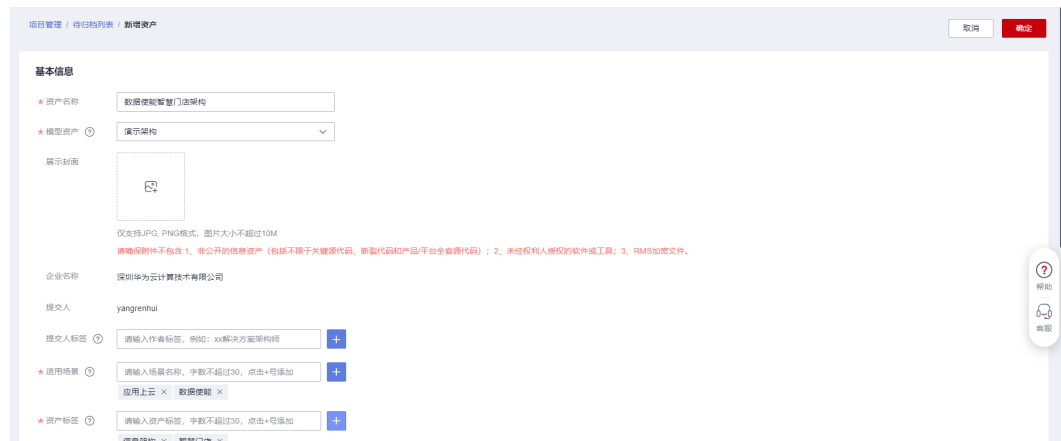 项目管理 / 待归档列表 / 新增资产
取消 确定
基本信息
* 资产名称 数据使能智慧门店架构
* 模型资产 ? 演示架构
展示封面
仅支持JPG, PNG格式，图片大小不超过10M
请确保附件不包含:1、非公开的信息资产（包括不限于关键源代码、断裂代码和产品/平台全套源代码）; 2、未经权利人授权的软件或工具; 3、RMS加密文件。
企业名称 深圳华为云计算技术有限公司
提交人 yangrenhui
提交人标签 ? 请输入作者标签，例如：xx解决方案架构师 +
* 适用场景 ? 请输入场景名称，字数不超过30，点击+号添加 +
应用上云 × 数据使能 ×
* 资产标签 ? 请输入资产标签，字数不超过30，点击+号添加 +
信息架构 × 智慧门店 ×
? 帮助
客服